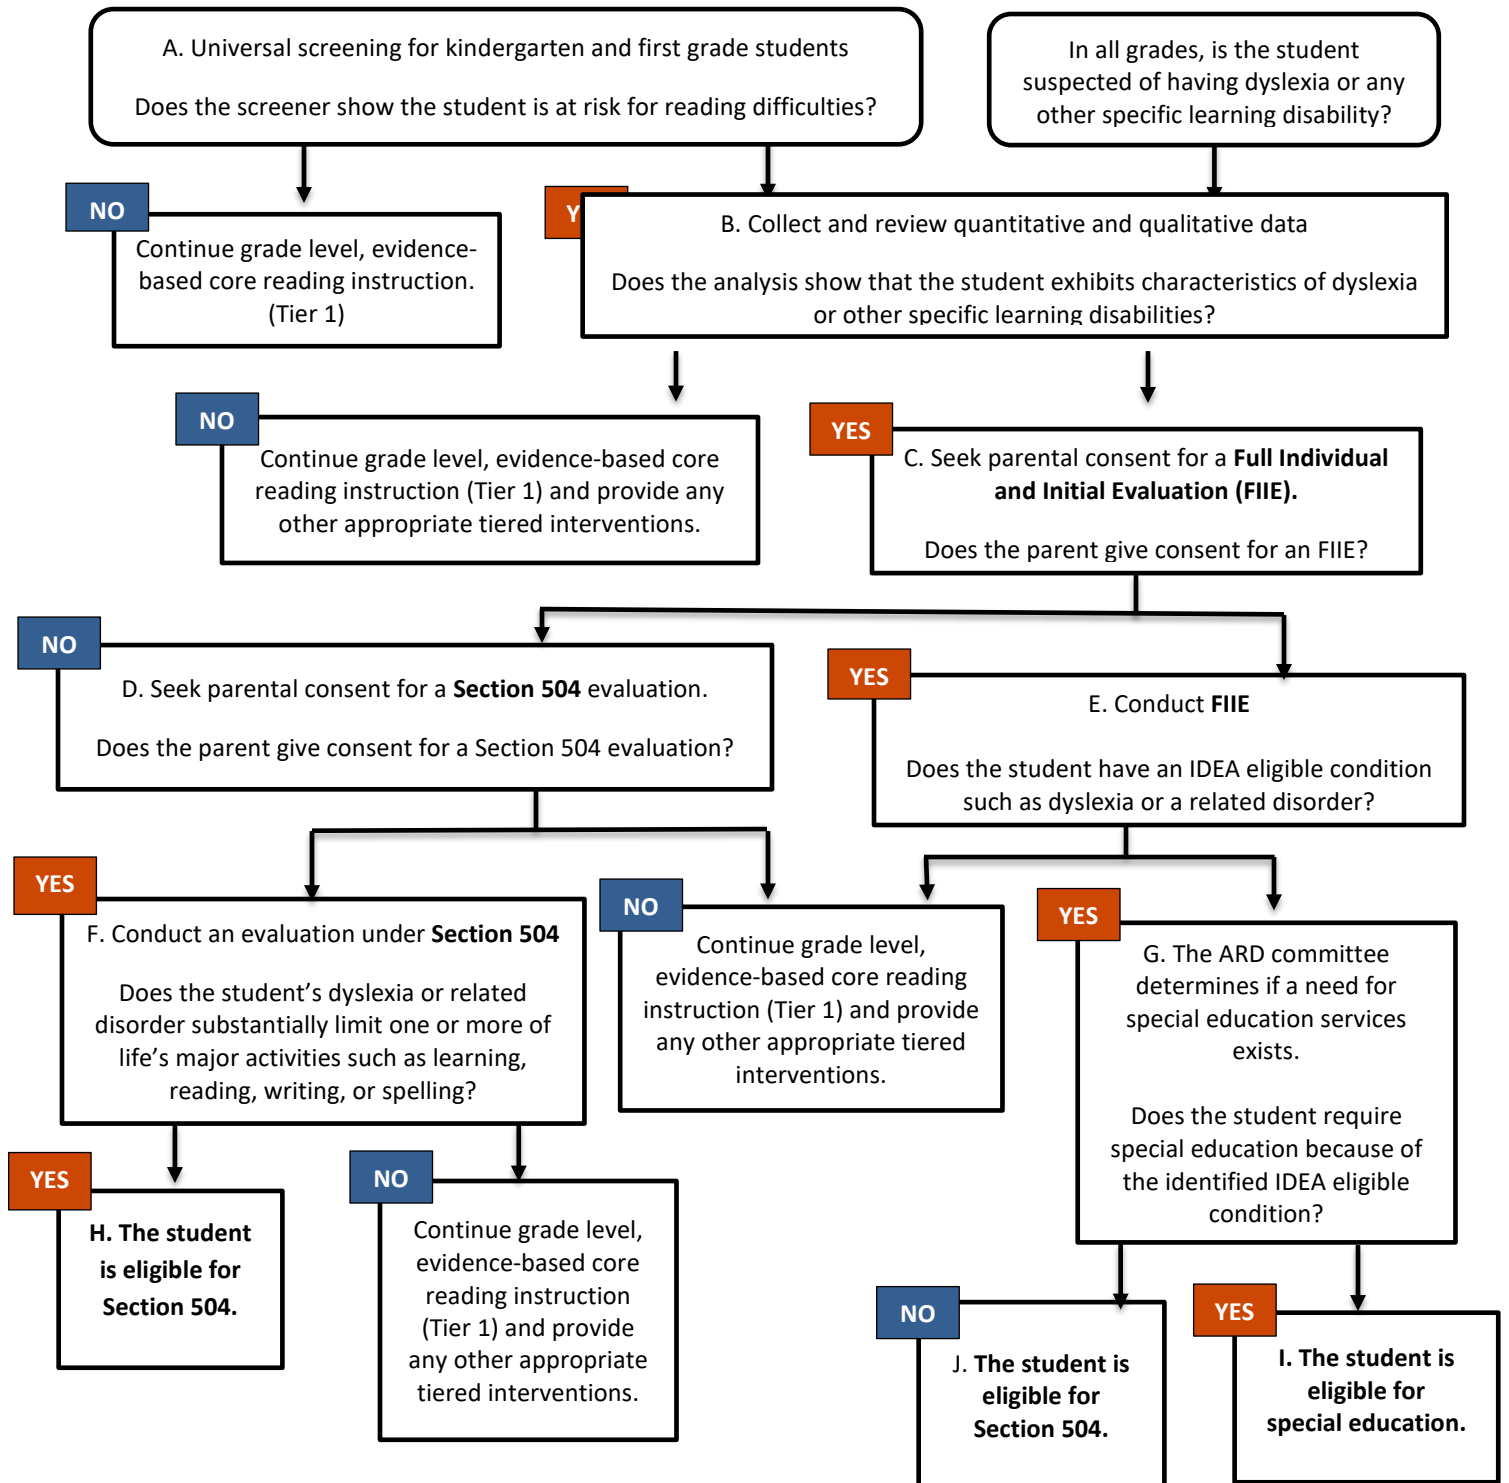 A. Universal screening for kindergarten and first grade students
Does the screener show the student is at risk for reading difficulties?
In all grades, is the student
suspected of having dyslexia or any
other specific learning disability?
NO
Continue grade level, evidence-
based core reading instruction.
(Tier 1)
Y
B. Collect and review quantitative and qualitative data
Does the analysis show that the student exhibits characteristics of dyslexia
or other specific learning disabilities?
NO
Continue grade level, evidence-based core
reading instruction (Tier 1) and provide any
other appropriate tiered interventions.
YES
C. Seek parental consent for a Full Individual
and Initial Evaluation (FIIE).
Does the parent give consent for an FIIE?
NO
D. Seek parental consent for a Section 504 evaluation.
Does the parent give consent for a Section 504 evaluation?
YES
E. Conduct FIIE
Does the student have an IDEA eligible condition
such as dyslexia or a related disorder?
YES
F. Conduct an evaluation under Section 504
Does the student’s dyslexia or related
disorder substantially limit one or more of
life’s major activities such as learning,
reading, writing, or spelling?
NO
Continue grade level,
evidence-based core reading
instruction (Tier 1) and provide
any other appropriate tiered
interventions.
YES
G. The ARD committee
determines if a need for
special education services
exists.
Does the student require
special education because of
the identified IDEA eligible
condition?
YES
H. The student
is eligible for
Section 504.
NO
Continue grade level,
evidence-based core
reading instruction
(Tier 1) and provide
any other appropriate
tiered interventions.
NO
J. The student is
eligible for
Section 504.
YES
I. The student is
eligible for
special education.